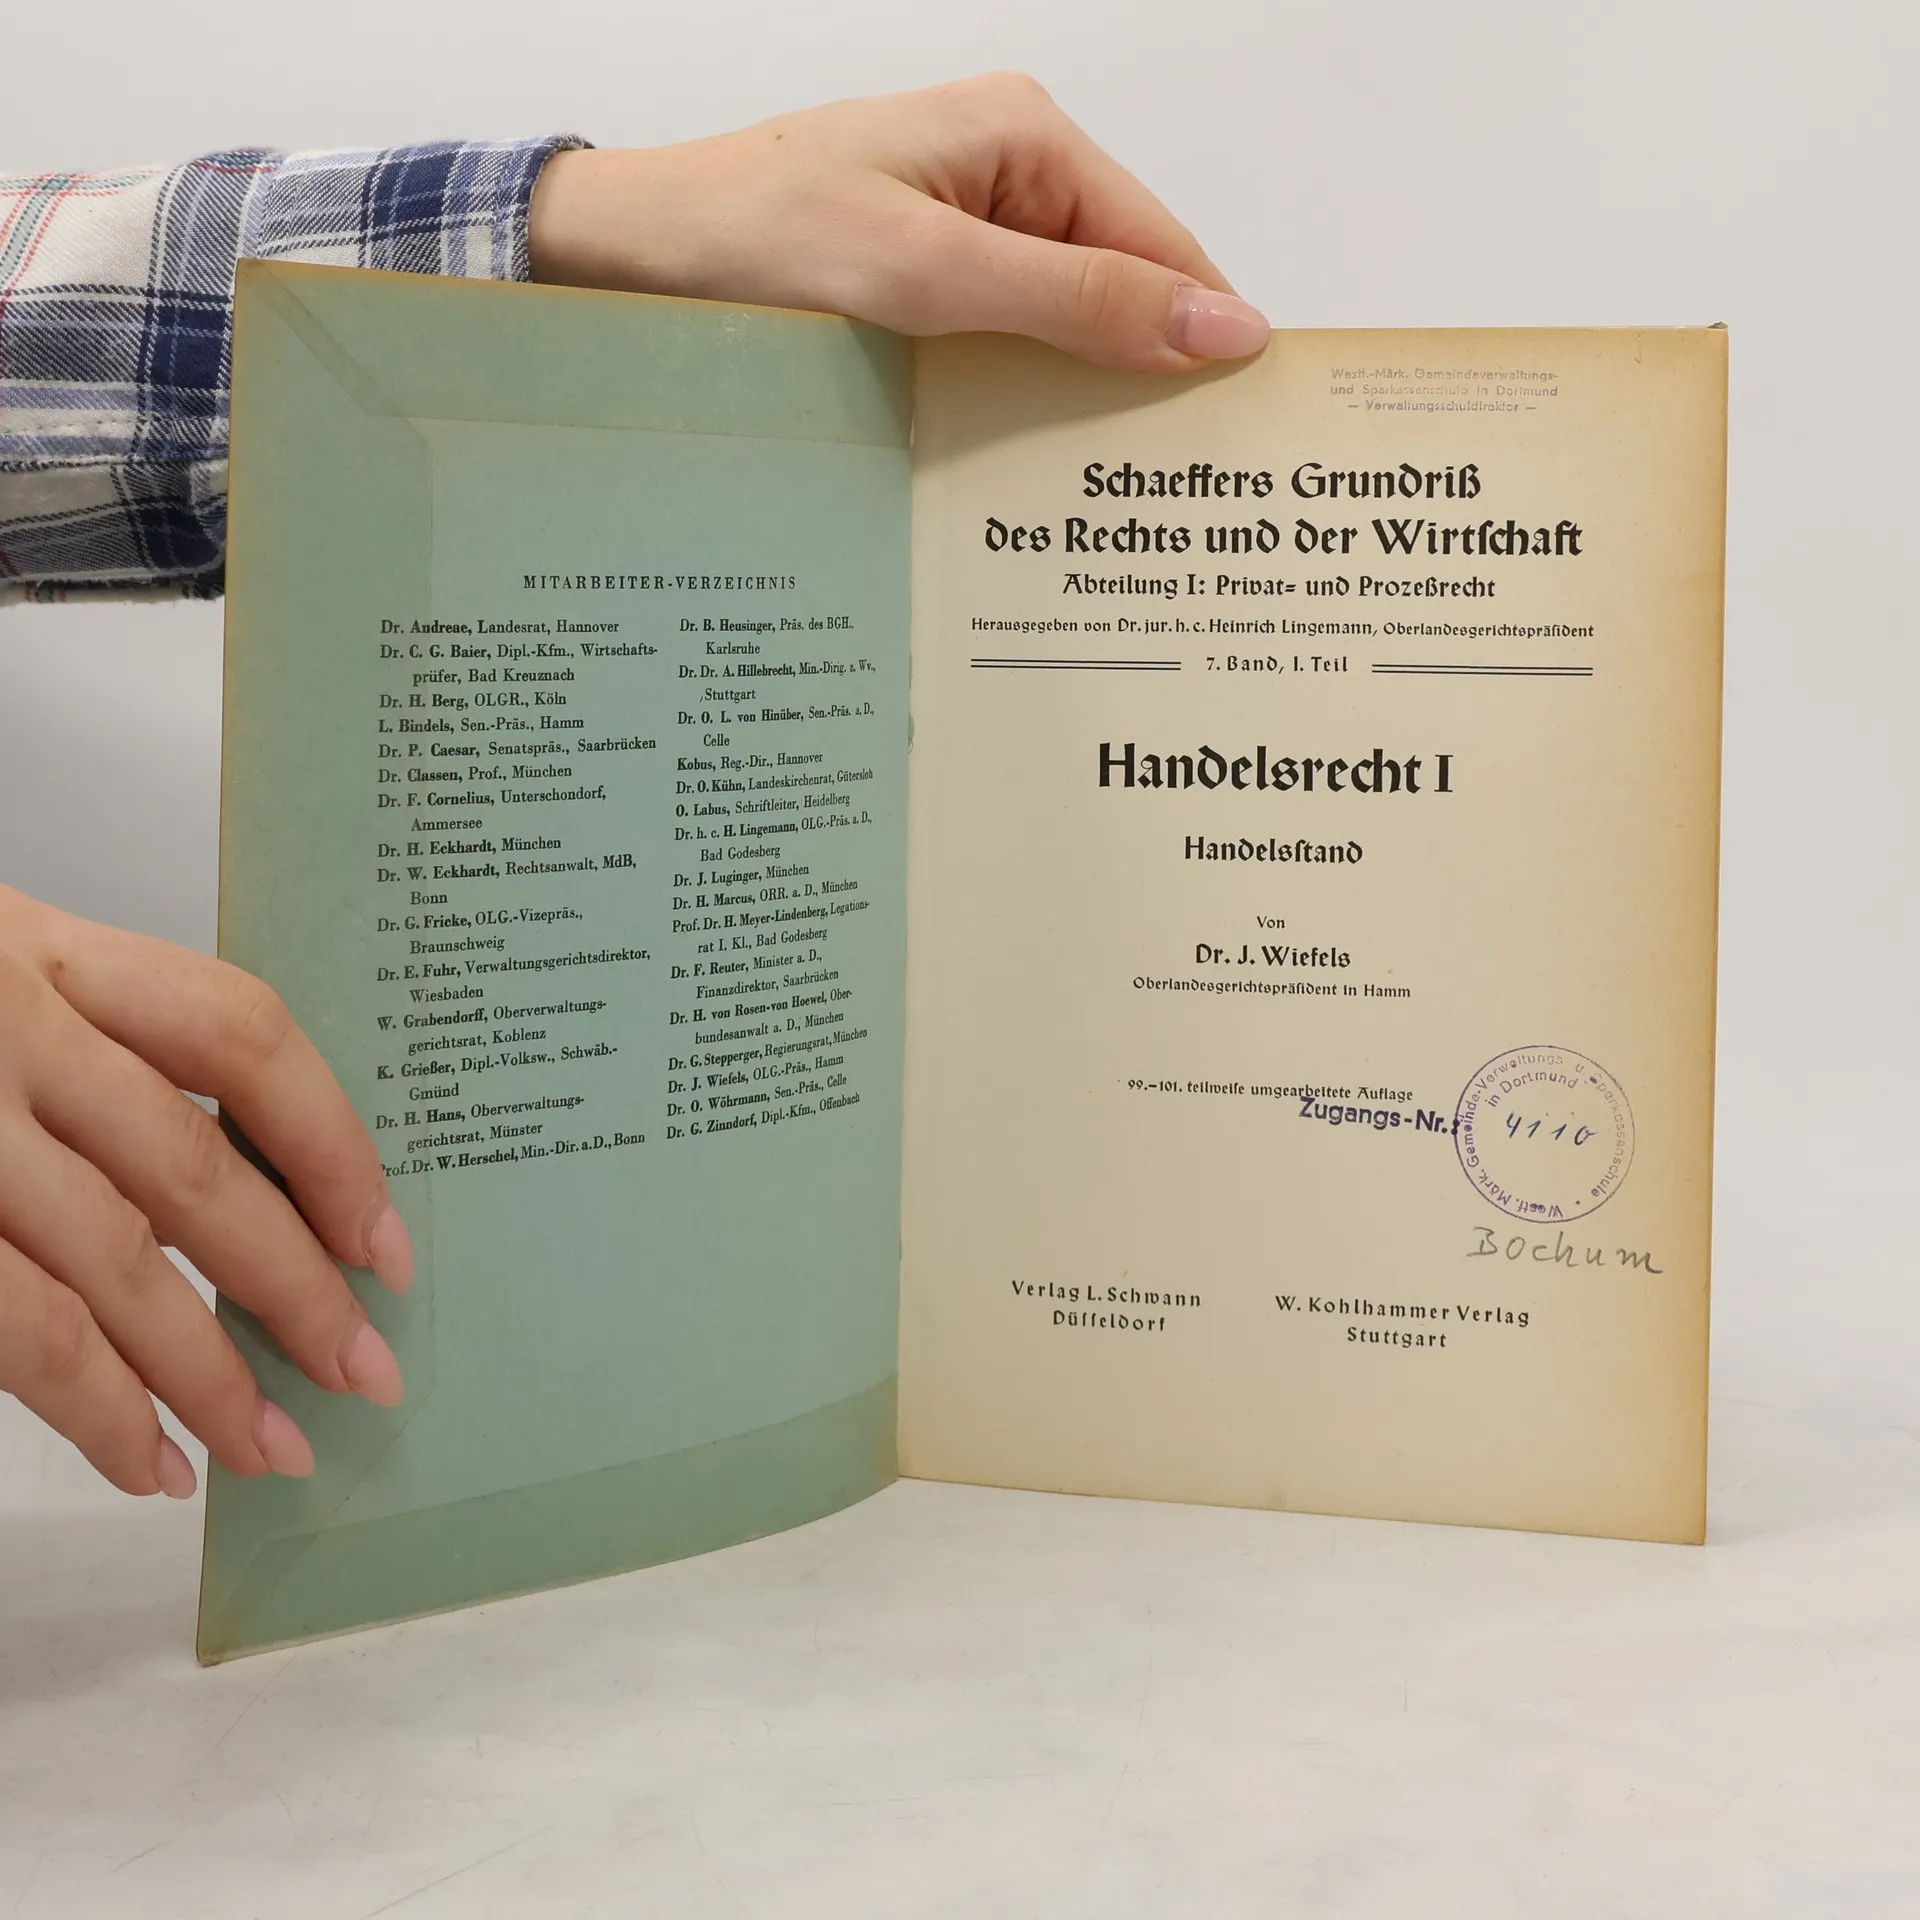 MITARBEITER-VERZEICHNIS
Dr. Andreae, Landesrat, Hannover
Dr. C. G. Baier, Dipl.-Kfm., Wirtschafts-
prüfer, Bad Kreuznach
Dr. H. Berg, OLGR., Köln
L. Bindels, Sen.-Präs., Hamm
Dr. P. Caesar, Senatspräs., Saarbrücken
Dr. Classen, Prof., München
Dr. F. Cornelius, Unterschondorf,
Ammersee
Dr. H. Eckhardt, München
Dr. W. Eckhardt, Rechtsanwalt, MdB,
Bonn
Dr. G. Fricke, OLG.-Vizepräs.,
Braunschweig
Dr. E. Fuhr, Verwaltungsgerichtsdirektor,
Wiesbaden
W. Grabendorff, Oberverwaltungs-
gerichtsrat, Koblenz
K. Grießer, Dipl.-Volksw., Schwäb.-
Gmünd
Dr. H. Hans, Oberverwaltungs-
gerichtsrat, Münster
Prof. Dr. W. Herschel, Min.-Dir. a. D., Bonn
Dr. B. Heusinger, Präs. des BGH.,
Karlsruhe
Dr. Dr. A. Hillebrecht, Min.-Dirig. z. Wv.,
Stuttgart
Dr. O. L. von Hinüber, Sen.-Präs. a. D.,
Celle
Kobus, Reg.-Dir., Hannover
Dr. O. Kühn, Landeskirchenrat, Gütersloh
O. Labus, Schriftleiter, Heidelberg
Dr. h. c. H. Lingemann, OLG.-Präs. a. D.,
Bad Godesberg
Dr. J. Luginger, München
Dr. H. Marcus, ORR. a. D., München
Prof. Dr. H. Meyer-Lindenberg, Legations-
rat I. Kl., Bad Godesberg
Dr. F. Reuter, Minister a. D.,
Finanzdirektor, Saarbrücken
Dr. H. von Rosen-von Hoewel, Ober-
bundesanwalt a. D., München
Dr. G. Stepperger, Regierungsrat, München
Dr. J. Wiefels, OLG.-Präs., Hamm
Dr. O. Wöhrmann, Sen.-Präs., Celle
Dr. G. Zinndorf, Dipl.-Kfm., Offenbach
Westf.-Märk. Gemeindeverwaltungs-
und Sparkassenschule in Dortmund
— Verwaltungsschuldirektor —
Schaeffers Grundriß
des Rechts und der Wirtſchaft
Abteilung I: Privat= und Prozeßrecht
Herausgegeben von Dr. jur. h. c. Heinrich Lingemann, Oberlandesgerichtspräſident
7. Band, I. Teil
Handelsrecht I
Handelsſtand
Von
Dr. J. Wiefels
Oberlandesgerichtspräſident in Hamm
99.–101. teilweiſe umgearbeitete Auflage
Zugangs-Nr.:
Westf. Märk. Gemeinde-Verwaltungs u. Sparkassenschule
in Dortmund
4110
Bochum
Verlag L. Schwann
Düſſeldorf
W. Kohlhammer Verlag
Stuttgart